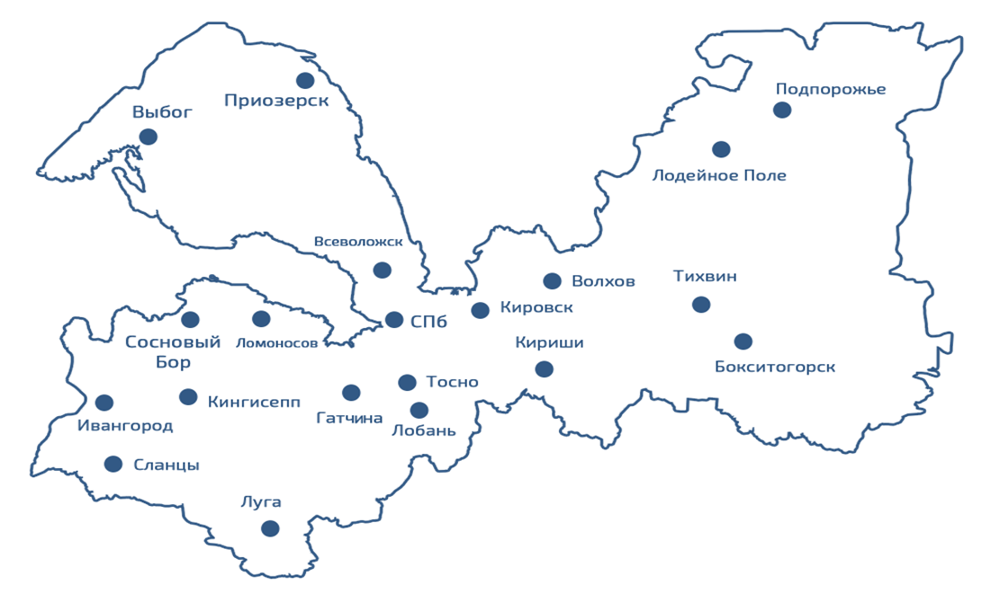 Подпорожье
Приозерск
Выбог
Лодейное Поле
Всеволожск
Волхов
Тихвин
Кировск
СПб
Сосновый
Бор
Ломоносов
Кириши
Бокситогорск
Тосно
Кингисепп
Гатчина
Ивангород
Лобань
Сланцы
Луга